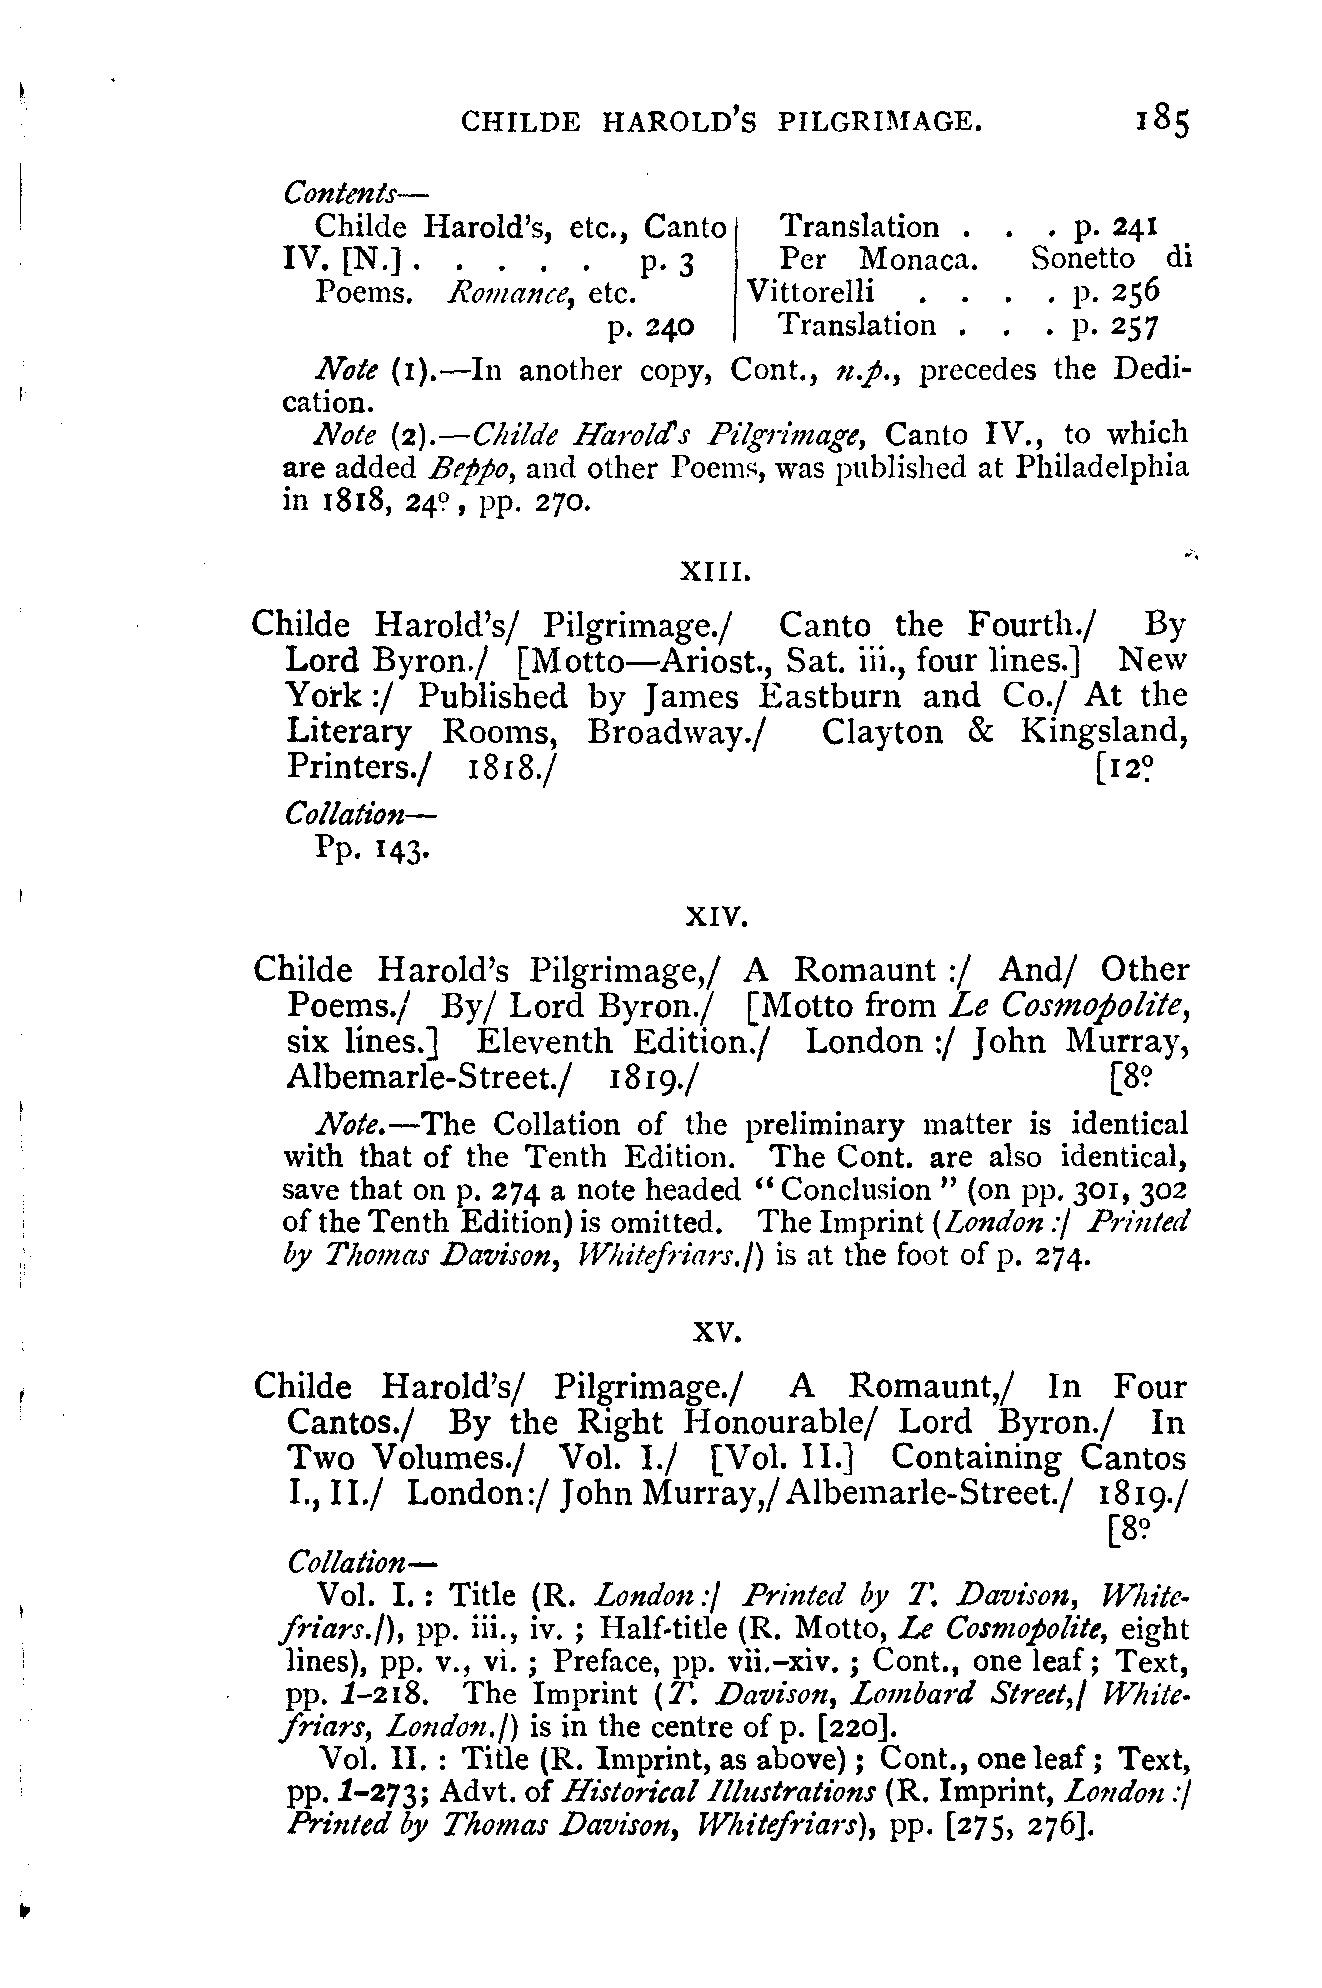 CHILDE HAROLD'S PILGRIMAGE. 185
Contents—
Childe Harold's, etc., Canto
IV. [N.] . . . . . p. 3
Poems. Romance, etc.
p. 240
Translation . . . p. 241
Per Monaca. Sonetto di
Vittorelli . . . . p. 256
Translation . . . p. 257
Note (1).—In another copy, Cont., n.p., precedes the Dedi-
cation.
Note (2).—Childe Harold's Pilgrimage, Canto IV., to which
are added Beppo, and other Poems, was published at Philadelphia
in 1818, 24º, pp. 270.
XIII.
Childe Harold's/ Pilgrimage./ Canto the Fourth./ By
Lord Byron./ [Motto—Ariost., Sat. iii., four lines.] New
York :/ Published by James Eastburn and Co./ At the
Literary Rooms, Broadway./ Clayton & Kingsland,
Printers./ 1818./ [12º
Collation—
Pp. 143.
XIV.
Childe Harold's Pilgrimage,/ A Romaunt :/ And/ Other
Poems./ By/ Lord Byron./ [Motto from Le Cosmopolite,
six lines.] Eleventh Edition./ London :/ John Murray,
Albemarle-Street./ 1819./ [8º
Note.—The Collation of the preliminary matter is identical
with that of the Tenth Edition. The Cont. are also identical,
save that on p. 274 a note headed "Conclusion" (on pp. 301, 302
of the Tenth Edition) is omitted. The Imprint (London :/ Printed
by Thomas Davison, Whitefriars./) is at the foot of p. 274.
XV.
Childe Harold's/ Pilgrimage./ A Romaunt,/ In Four
Cantos./ By the Right Honourable/ Lord Byron./ In
Two Volumes./ Vol. I./ [Vol. II.] Containing Cantos
I., II./ London:/ John Murray,/ Albemarle-Street./ 1819./
[8º
Collation—
Vol. I. : Title (R. London :/ Printed by T. Davison, White-
friars./), pp. iii., iv. ; Half-title (R. Motto, Le Cosmopolite, eight
lines), pp. v., vi. ; Preface, pp. vii.-xiv. ; Cont., one leaf ; Text,
pp. 1-218. The Imprint (T. Davison, Lombard Street,/ White-
friars, London./) is in the centre of p. [220].
Vol. II. : Title (R. Imprint, as above) ; Cont., one leaf ; Text,
pp. 1-273; Advt. of Historical Illustrations (R. Imprint, London :/
Printed by Thomas Davison, Whitefriars), pp. [275, 276].